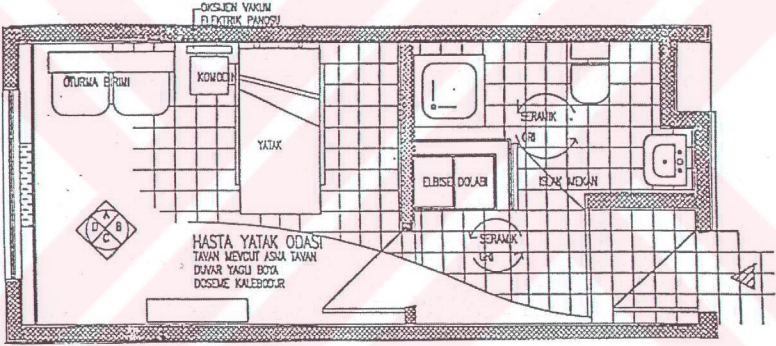 OKSIJEN VAKUM
ELEKTRIK PANOSU
OTURMA BIRIMI
KOMODIN
YATAK
SERAMIK
GRI
ELBISE DOLABI
ISLAK MEKAN
A
D B
C
HASTA YATAK ODASI
TAVAN MEVCUT ASMA TAVAN
DUVAR YAGLI BOYA
DOSEME KALEBODUR
SERAMIK
GRI